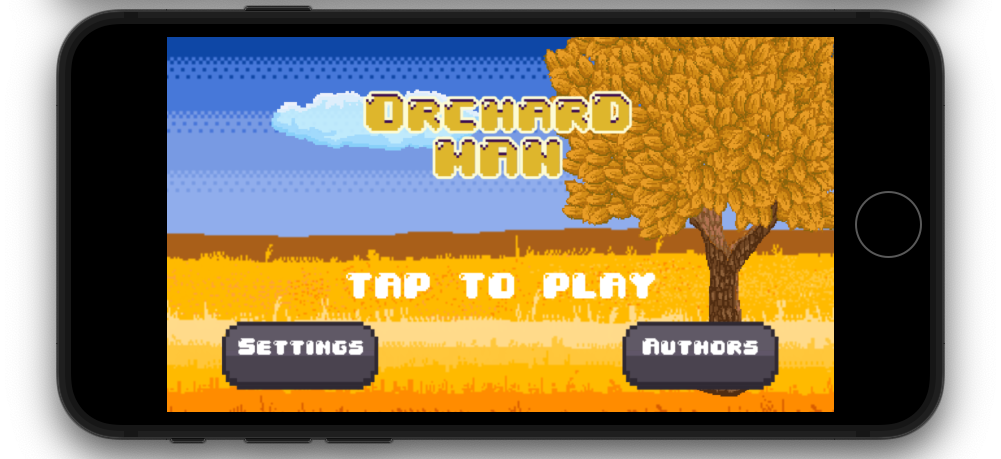 ORCHARD
MAN
TAP TO PLAY
SETTINGS
AUTHORS